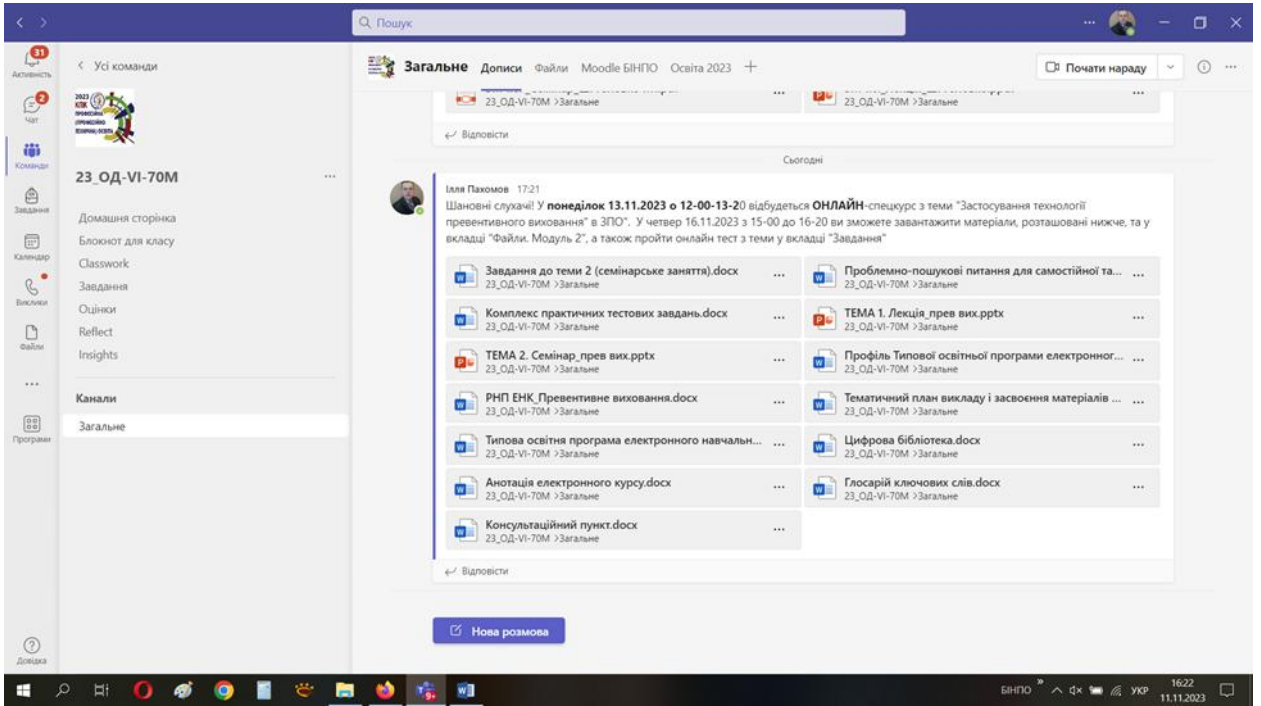 Пошук
31
Активність
2
Чат
Команди
Завдання
Календар
Виклики
Файли
Програми
Довідка
Усі команди
2023
23_ОД-VI-70М
Домашня сторінка
Блокнот для класу
Classwork
Завдання
Оцінки
Reflect
Insights
Канали
Загальне
Загальне Дописи Файли Moodle БІНПО Освіта 2023
Почати нараду
23_ОД-VI-70М >Загальне
23_ОД-VI-70М >Загальне
Відповісти
Сьогодні
Ілля Пахомов 17:21
Шановні слухачі! У понеділок 13.11.2023 о 12-00-13-20 відбудеться ОНЛАЙН-спецкурс з теми "Застосування технології
превентивного виховання" в ЗПО". У четвер 16.11.2023 з 15-00 до 16-20 ви зможете завантажити матеріали, розташовані нижче, та у
вкладці "Файли. Модуль 2", а також пройти онлайн тест з теми у вкладці "Завдання"
Завдання до теми 2 (семінарське заняття).docx
23_ОД-VI-70М >Загальне
Проблемно-пошукові питання для самостійної та...
23_ОД-VI-70М >Загальне
Комплекс практичних тестових завдань.docx
23_ОД-VI-70М >Загальне
ТЕМА 1. Лекція_прев вих.pptx
23_ОД-VI-70М >Загальне
ТЕМА 2. Семінар_прев вих.pptx
23_ОД-VI-70М >Загальне
Профіль Типової освітньої програми електронног...
23_ОД-VI-70М >Загальне
РНП ЕНК_Превентивне виховання.docx
23_ОД-VI-70М >Загальне
Тематичний план викладу і засвоєння матеріалів ...
23_ОД-VI-70М >Загальне
Типова освітня програма електронного навчальн...
23_ОД-VI-70М >Загальне
Цифрова бібліотека.docx
23_ОД-VI-70М >Загальне
Анотація електронного курсу.docx
23_ОД-VI-70М >Загальне
Глосарій ключових слів.docx
23_ОД-VI-70М >Загальне
Консультаційний пункт.docx
23_ОД-VI-70М >Загальне
Відповісти
Нова розмова
БІНПО
УКР
16:22
11.11.2023